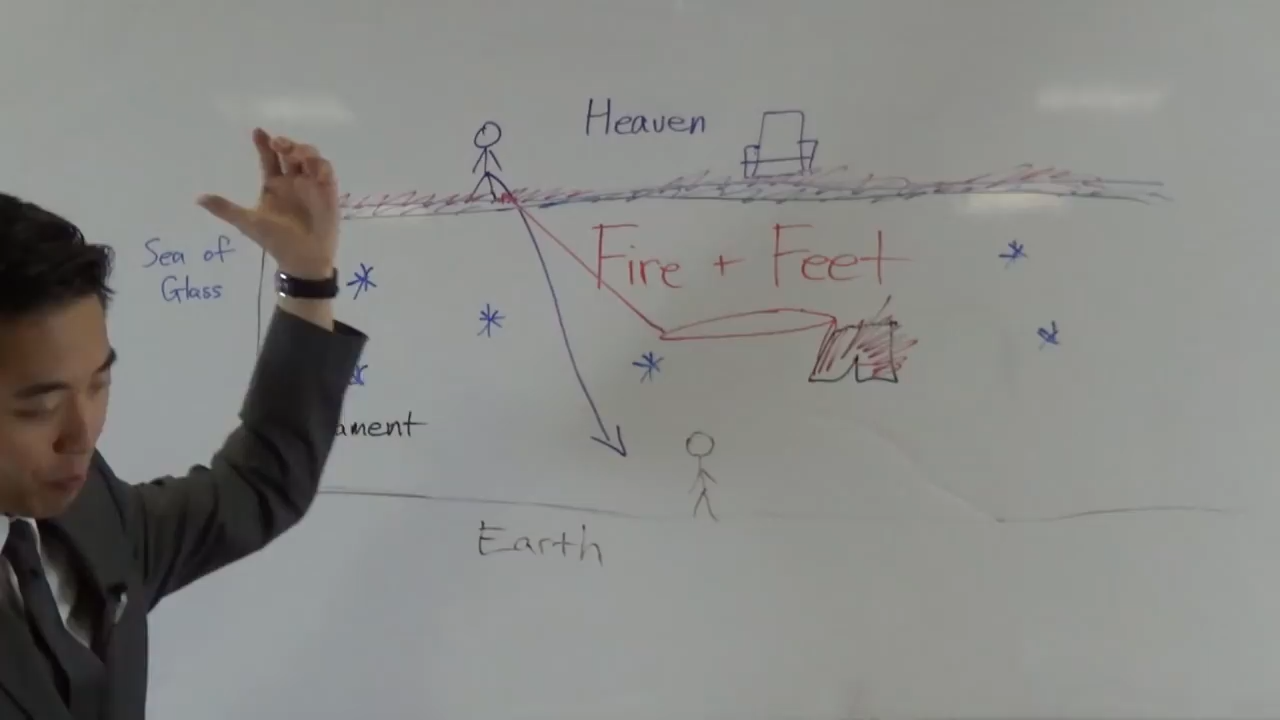 Heaven
Sea of
Glass
Fire + Feet
ament
Earth